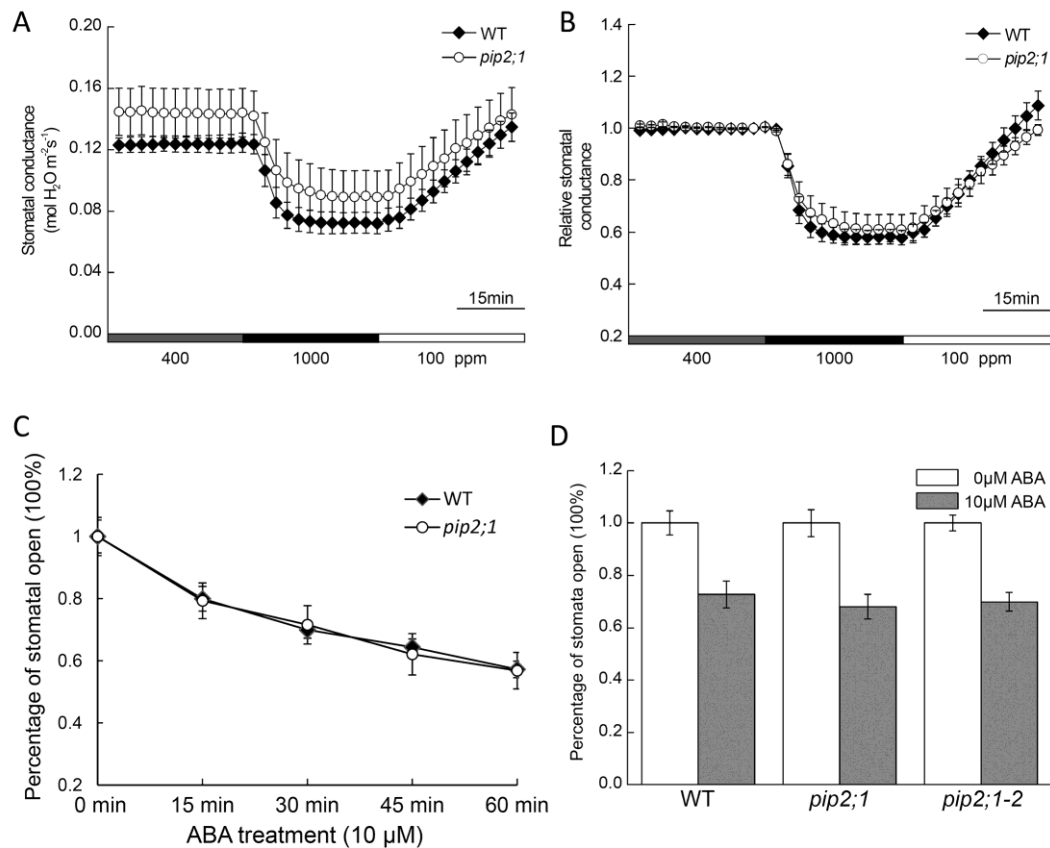 A
Stomatal conductance
(mol H₂O m⁻²s⁻¹)
0.20
0.16
0.12
0.08
0.04
0.00
WT
pip2;1
15min
400
1000
100 ppm
B
Relative stomatal
conductance
1.4
1.2
1.0
0.8
0.6
0.4
0.2
WT
pip2;1
15min
400
1000
100 ppm
C
Percentage of stomata open (100%)
1.2
1
0.8
0.6
0.4
0.2
WT
pip2;1
0 min
15 min
30 min
45 min
60 min
ABA treatment (10 µM)
D
Percentage of stomata open (100%)
1.2
1.0
0.8
0.6
0.4
0.2
0.0
0µM ABA
10µM ABA
WT
pip2;1
pip2;1-2